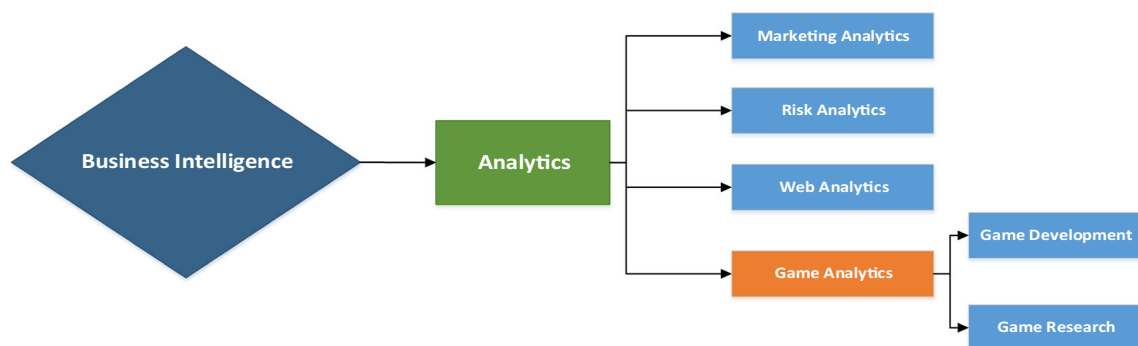 Business Intelligence
Analytics
Marketing Analytics
Risk Analytics
Web Analytics
Game Analytics
Game Development
Game Research